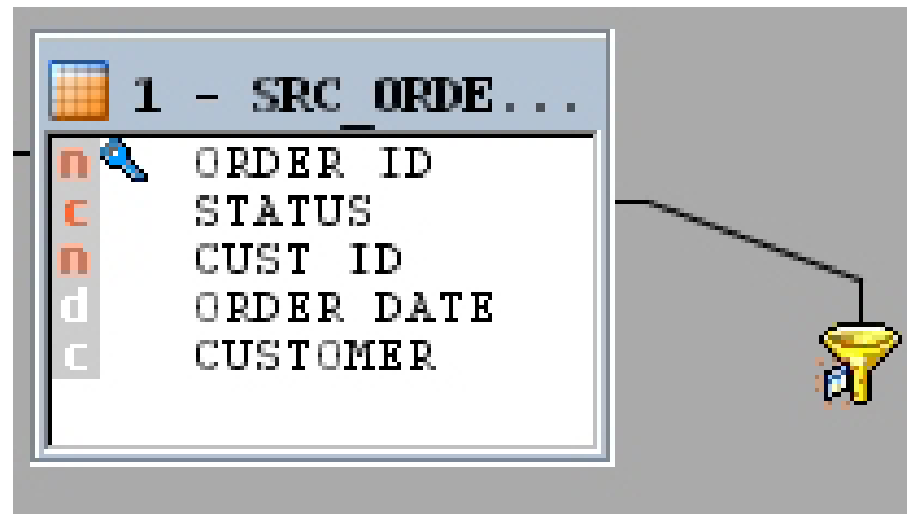 1 - SRC_ORDE...
n ORDER ID
c STATUS
n CUST ID
d ORDER DATE
c CUSTOMER